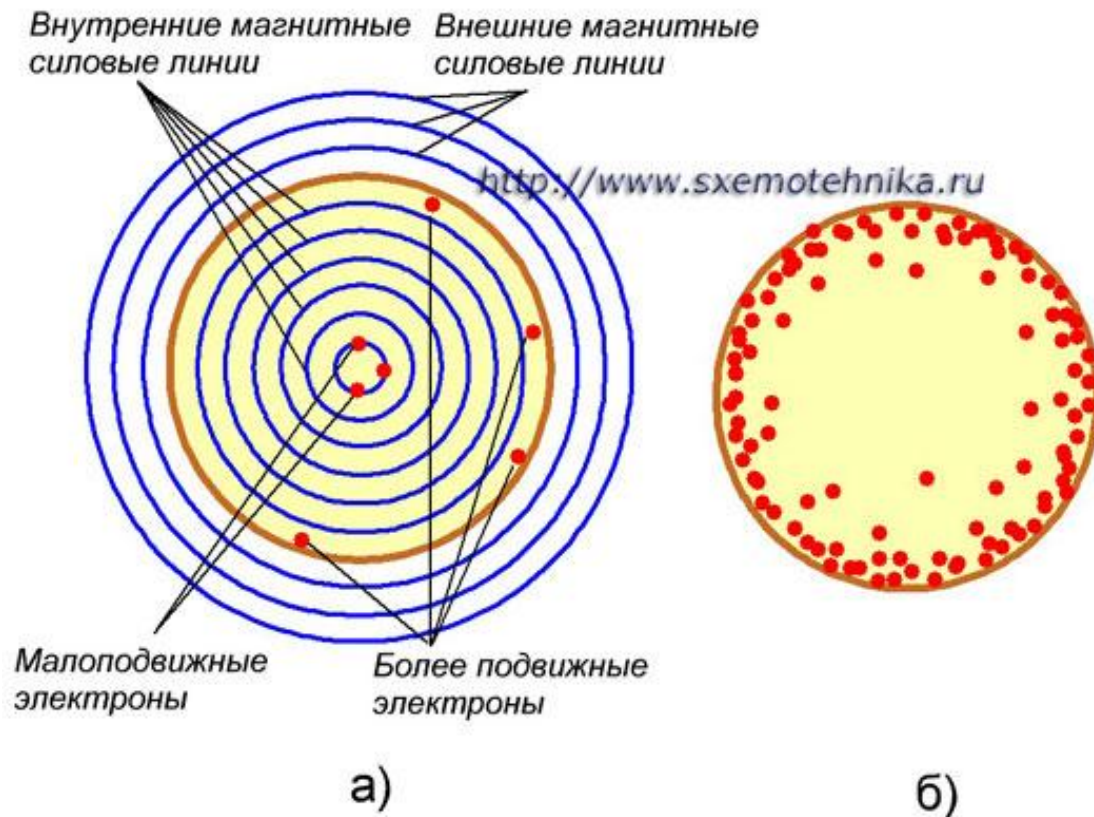 Внутренние магнитные
силовые линии
Внешние магнитные
силовые линии
http://www.sxemotehnika.ru
Малоподвижные
электроны
Более подвижные
электроны
а)
б)